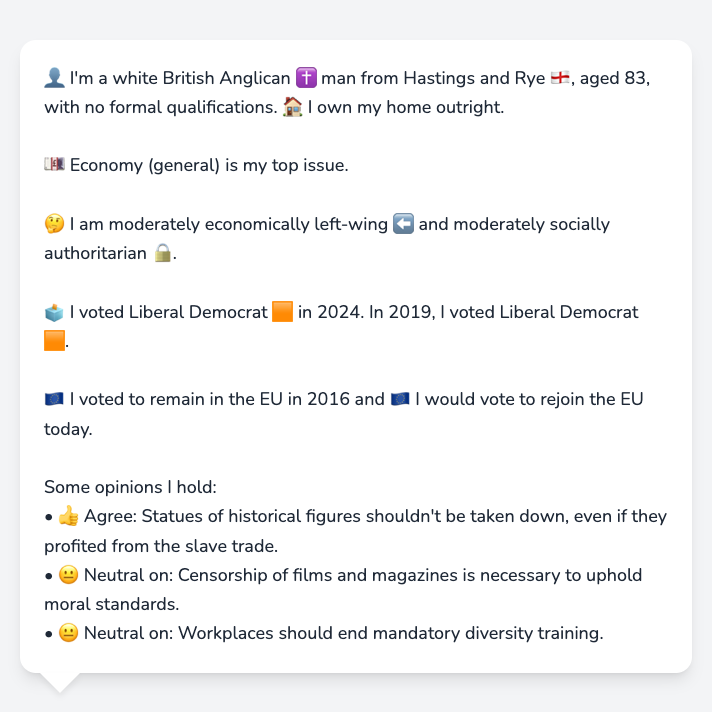 👤 I'm a white British Anglican ✝️ man from Hastings and Rye 🏴󠁧󠁢󠁥󠁮󠁧󠁿, aged 83,
with no formal qualifications. 🏠 I own my home outright.
💷 Economy (general) is my top issue.
🤔 I am moderately economically left-wing ⬅️ and moderately socially
authoritarian 🔒.
🗳️ I voted Liberal Democrat 🟧 in 2024. In 2019, I voted Liberal Democrat
🟧.
🇪🇺 I voted to remain in the EU in 2016 and 🇪🇺 I would vote to rejoin the EU
today.
Some opinions I hold:
• 👍 Agree: Statues of historical figures shouldn't be taken down, even if they
profited from the slave trade.
• 😐 Neutral on: Censorship of films and magazines is necessary to uphold
moral standards.
• 😐 Neutral on: Workplaces should end mandatory diversity training.